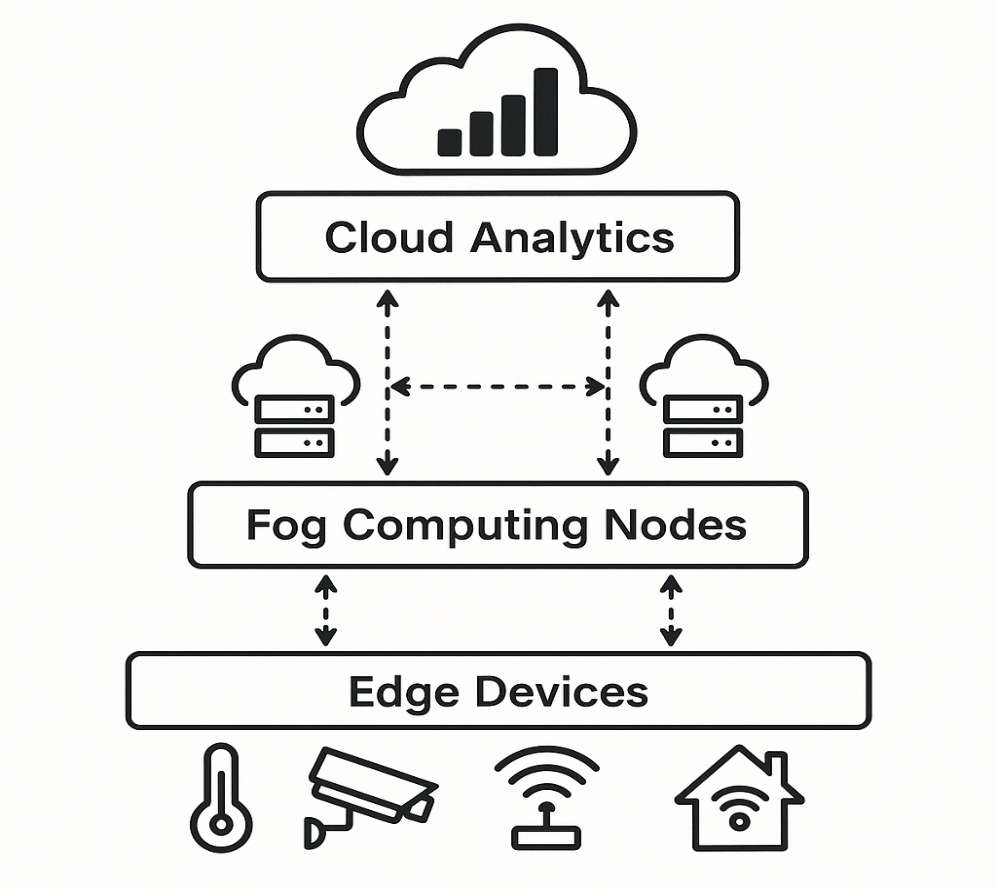 Cloud Analytics
Fog Computing Nodes
Edge Devices